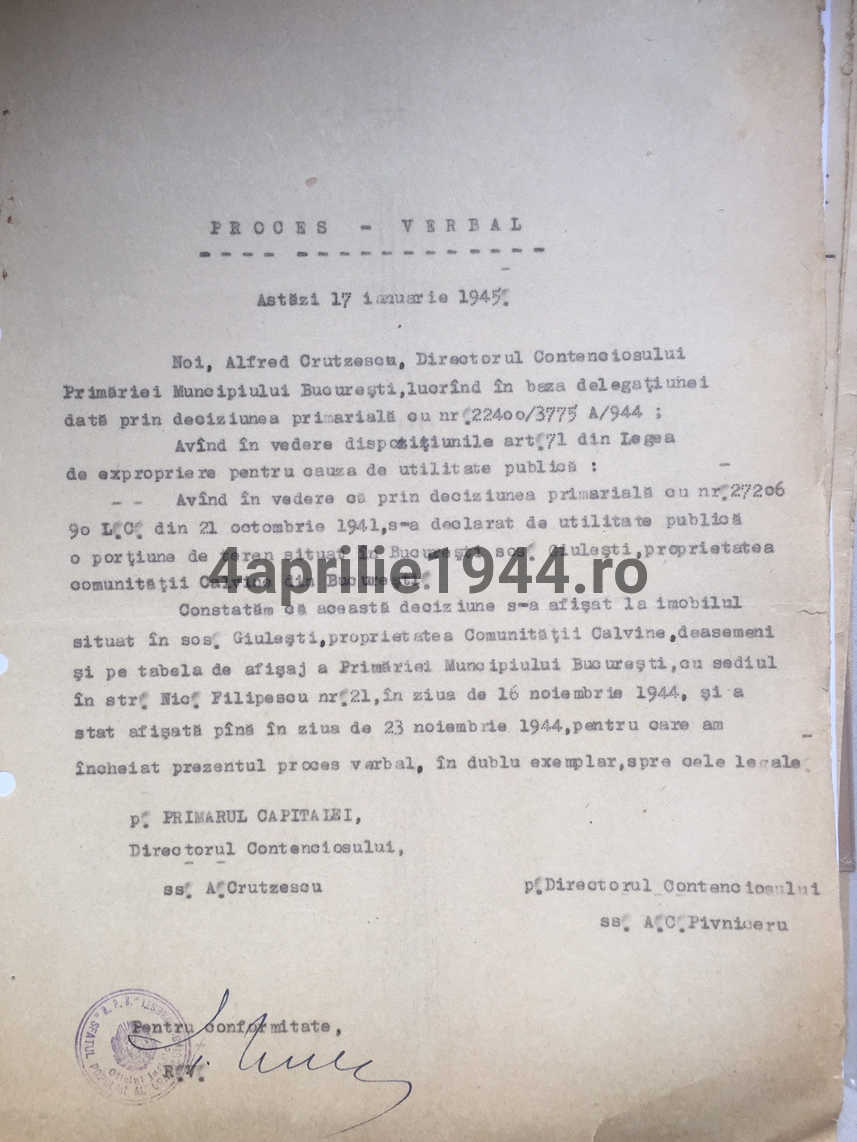 PROCES - VERBAL
Astăzi 17 ianuarie 1945.
Noi, Alfred Crutzescu, Directorul Contenciosului
Primăriei Muncipiului Bucureşti,lucrînd în baza delegaţiunei
dată prin deciziunea primarială cu nr.22400/3775 A/944 ;
Avînd în vedere dispoziţiunile art.71 din Legea
de expropriere pentru cauza de utilitate publică :
-- Avînd în vedere că prin deciziunea primarială cu nr.27206
90 L.C. din 21 octombrie 1941,s-a declarat de utilitate publică
o porţiune de teren situat în Bucureşti sos. Giuleşti,proprietatea
comunităţii Calvine din Bucureşti.
4aprilie1944.ro
Constatăm că această deciziune s-a afişat la imobilul
situat în sos. Giuleşti,proprietatea Comunităţii Calvine,deasemeni
şi pe tabela de afişaj a Primăriei Muncipiului Bucureşti,cu sediul
în str. Nic. Filipescu nr.21,în ziua de 16 noiembrie 1944, şi a
stat afişată pînă în ziua de 23 noiembrie 1944,pentru care am
încheiat prezentul proces verbal, în dublu exemplar,spre cele legale.
p. PRIMARUL CAPITALEI,
Directorul Contenciosului,
ss. A.Crutzescu
p.Directorul Contenciosului
ss. A.C.Pivniceru
Pentru conformitate,
R.V.
R.P.R. SFATUL POPULAR AL